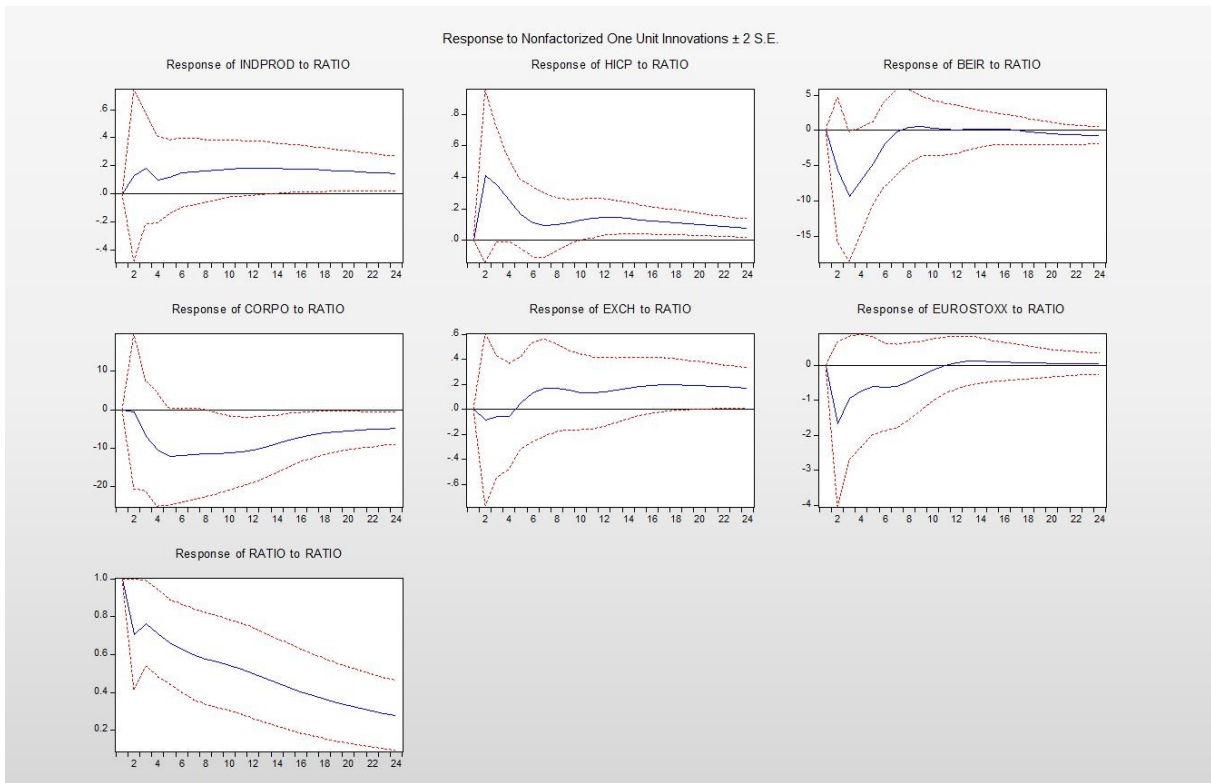 Response to Nonfactorized One Unit Innovations ± 2 S.E.
Response of INDPROD to RATIO
.6
.4
.2
.0
-.2
-.4
2 4 6 8 10 12 14 16 18 20 22 24
Response of HICP to RATIO
.8
.6
.4
.2
.0
2 4 6 8 10 12 14 16 18 20 22 24
Response of BEIR to RATIO
5
0
-5
-10
-15
2 4 6 8 10 12 14 16 18 20 22 24
Response of CORPO to RATIO
10
0
-10
-20
2 4 6 8 10 12 14 16 18 20 22 24
Response of EXCH to RATIO
.6
.4
.2
.0
-.2
-.4
-.6
2 4 6 8 10 12 14 16 18 20 22 24
Response of EUROSTOXX to RATIO
0
-1
-2
-3
-4
2 4 6 8 10 12 14 16 18 20 22 24
Response of RATIO to RATIO
1.0
0.8
0.6
0.4
0.2
2 4 6 8 10 12 14 16 18 20 22 24